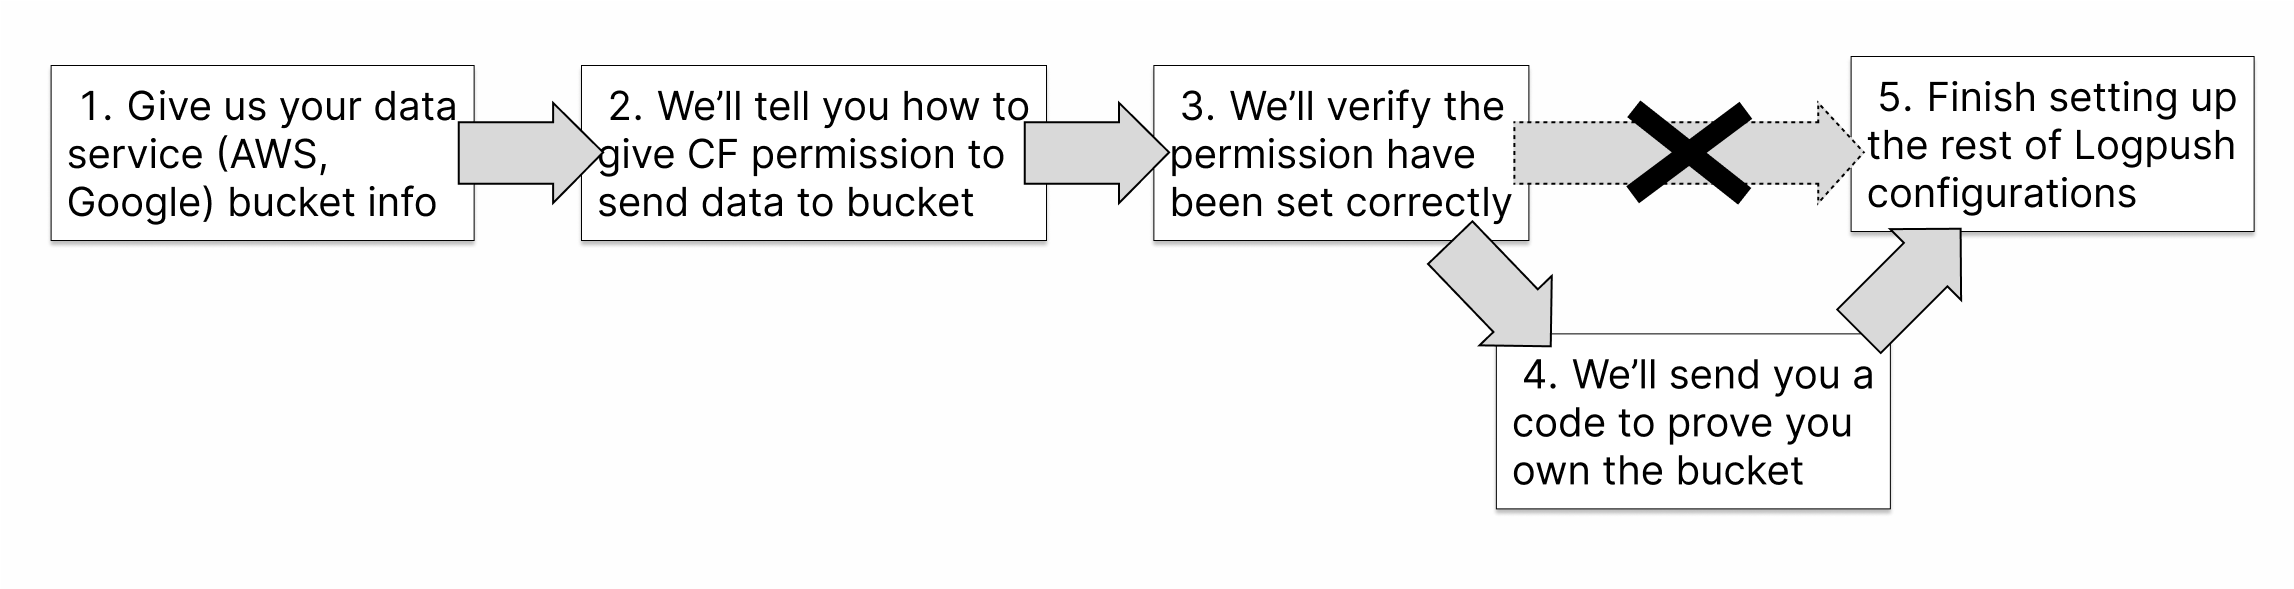 1. Give us your data
service (AWS,
Google) bucket info
2. We’ll tell you how to
give CF permission to
send data to bucket
3. We’ll verify the
permission have
been set correctly
4. We’ll send you a
code to prove you
own the bucket
5. Finish setting up
the rest of Logpush
configurations